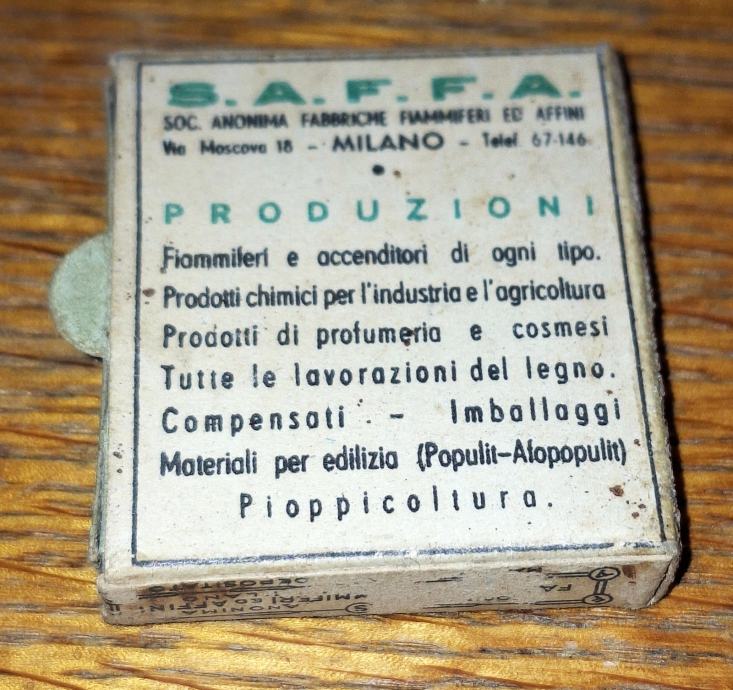 S.A.F.F.A.
SOC. ANONIMA FABBRICHE FIAMMIFERI ED AFFINI
Via Moscova 18 - MILANO - Telef. 67-146
PRODUZIONI
Fiammiferi e accenditori di ogni tipo.
Prodotti chimici per l'industria e l'agricoltura
Prodotti di profumeria e cosmesi
Tutte le lavorazioni del legno.
Compensati - Imballaggi
Materiali per edilizia (Populit-Afopopulit)
Pioppicoltura.
ANONIMA